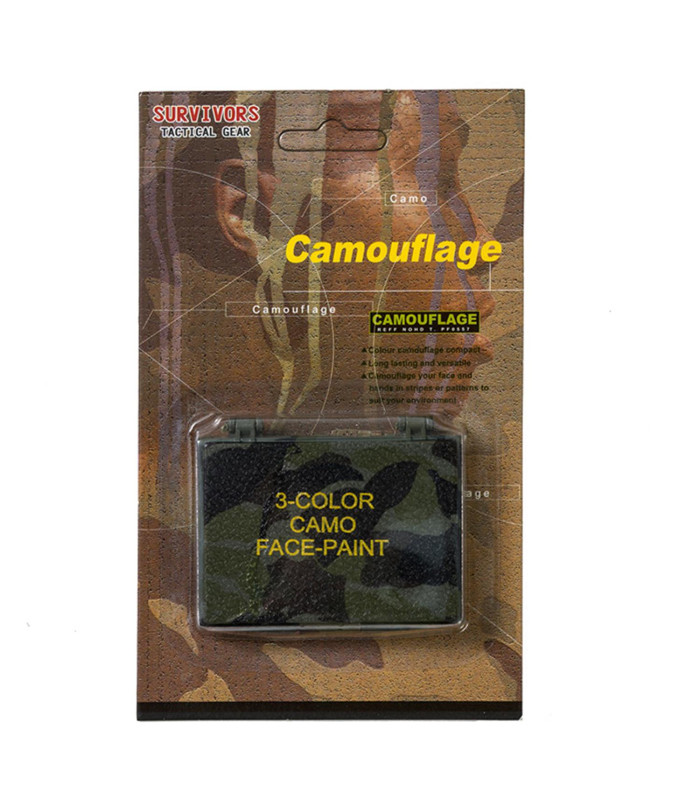 SURVIVORS
TACTICAL GEAR
Camo
Camouflage
Camouflage
CAMOUFLAGE
Colour camouflage compact
Long lasting and versatile
Camouflage your face and
hands in stripes or patterns to
suit your environment
age
3-COLOR
CAMO
FACE-PAINT